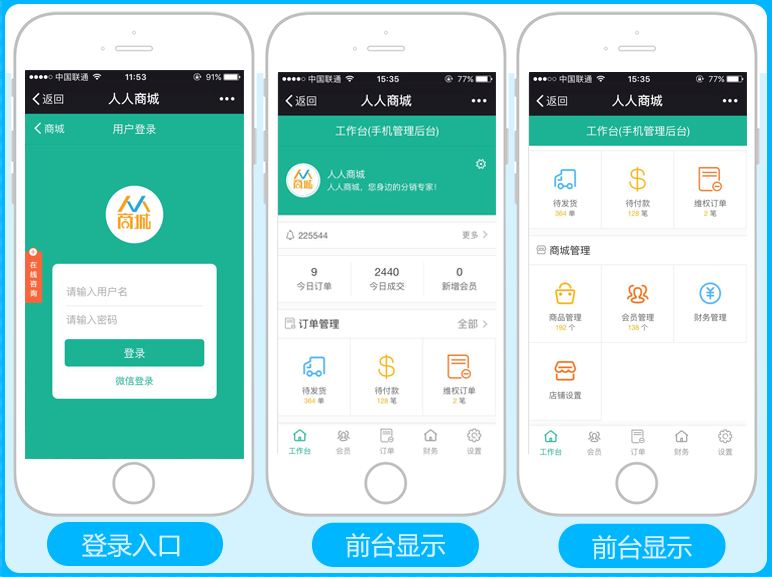 中国联通
11:53
91%
返回
人人商城
商城
用户登录
商城
在线咨询
请输入用户名
请输入密码
登录
微信登录
登录入口
中国联通
15:35
77%
返回
人人商城
工作台(手机管理后台)
商城
人人商城
人人商城，您身边的分销专家!
225544
更多
9
2440
0
今日订单
今日成交
新增会员
订单管理
全部
待发货
待付款
维权订单
364 单
128 笔
2 笔
工作台
会员
订单
财务
设置
前台显示
中国联通
15:35
77%
返回
人人商城
工作台(手机管理后台)
待发货
待付款
维权订单
364 单
128 笔
2 笔
商城管理
商品管理
会员管理
财务管理
192 个
138 个
店铺设置
工作台
会员
订单
财务
设置
前台显示